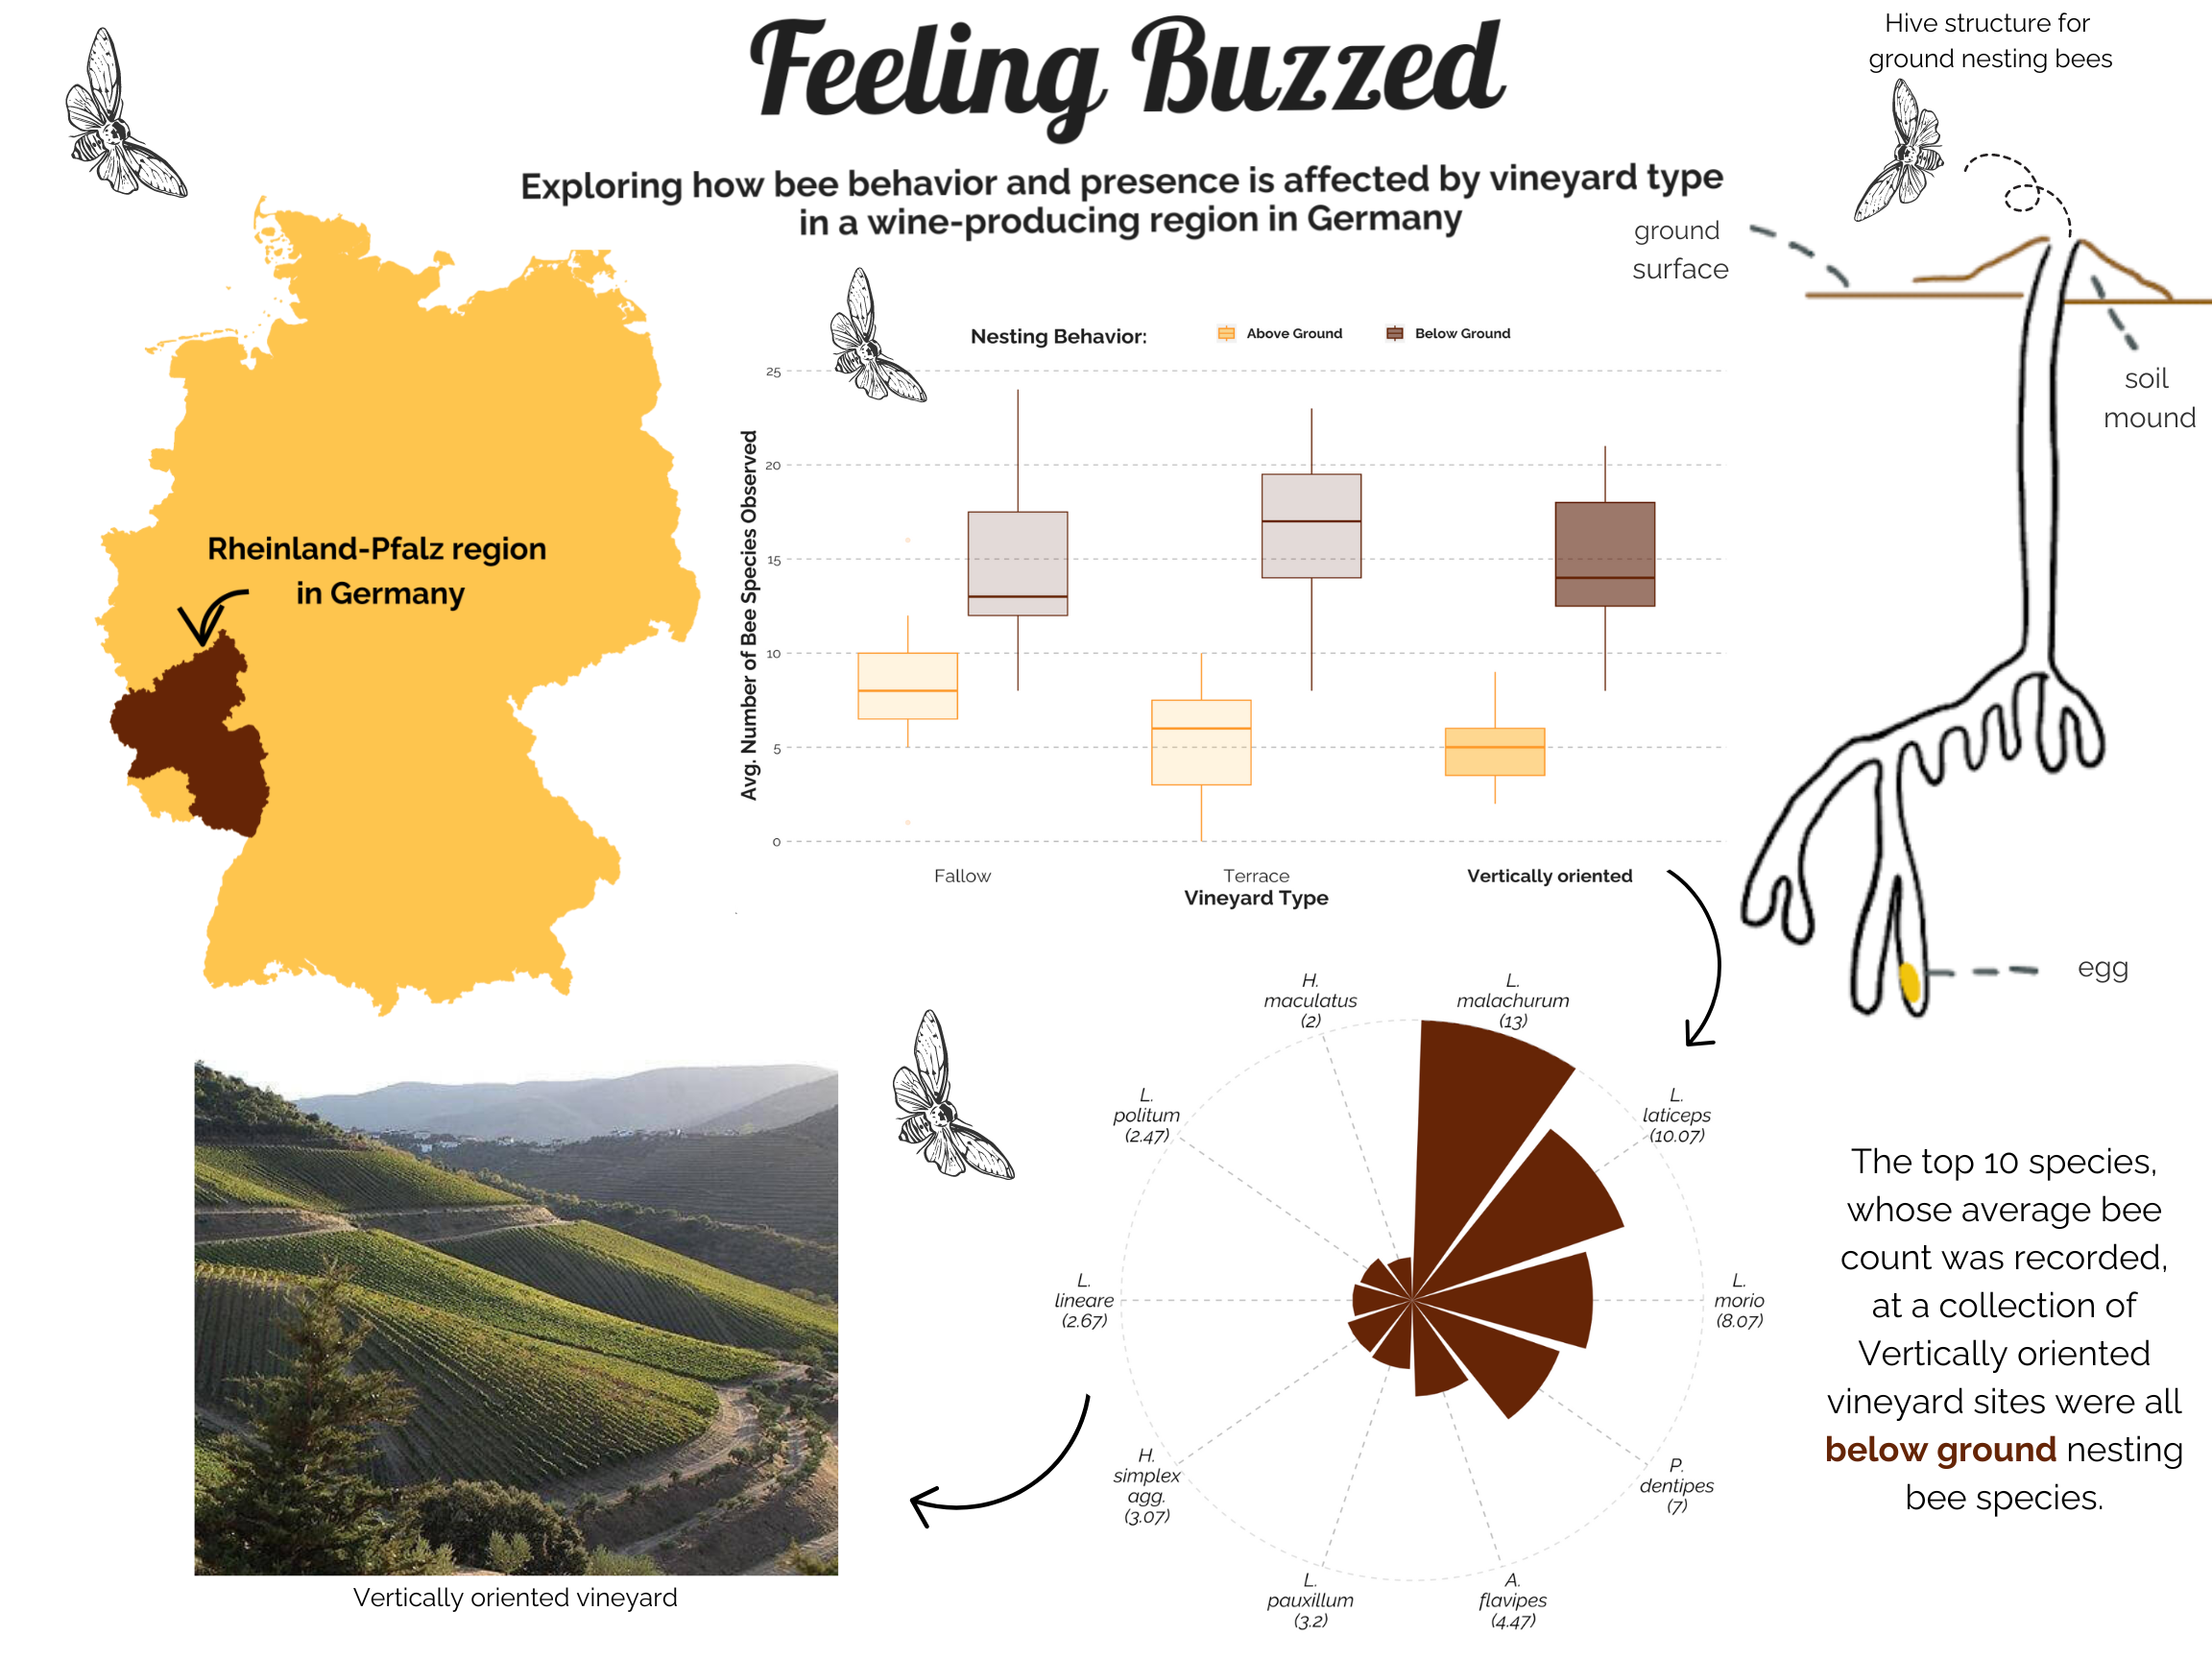 Feeling Buzzed
Exploring how bee behavior and presence is affected by vineyard type
in a wine-producing region in Germany
Hive structure for
ground nesting bees
ground
surface
soil
mound
egg
Rheinland-Pfalz region
in Germany
Nesting Behavior:
Above Ground
Below Ground
Avg. Number of Bee Species Observed
25
20
15
10
5
0
Fallow
Terrace
Vertically oriented
Vineyard Type
H.
maculatus
(2)
L.
malachurum
(13)
L.
laticeps
(10.07)
L.
morio
(8.07)
P.
dentipes
(7)
A.
flavipes
(4.47)
L.
pauxillum
(3.2)
H.
simplex
agg.
(3.07)
L.
lineare
(2.67)
L.
politum
(2.47)
The top 10 species,
whose average bee
count was recorded,
at a collection of
Vertically oriented
vineyard sites were all
below ground nesting
bee species.
Vertically oriented vineyard